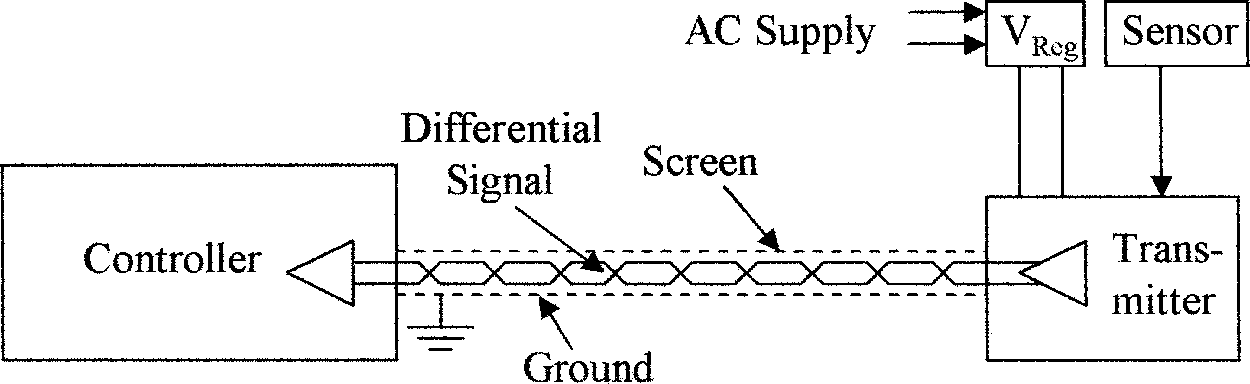 AC Supply
VReg
Sensor
Differential
Signal
Screen
Controller
Trans-
mitter
Ground